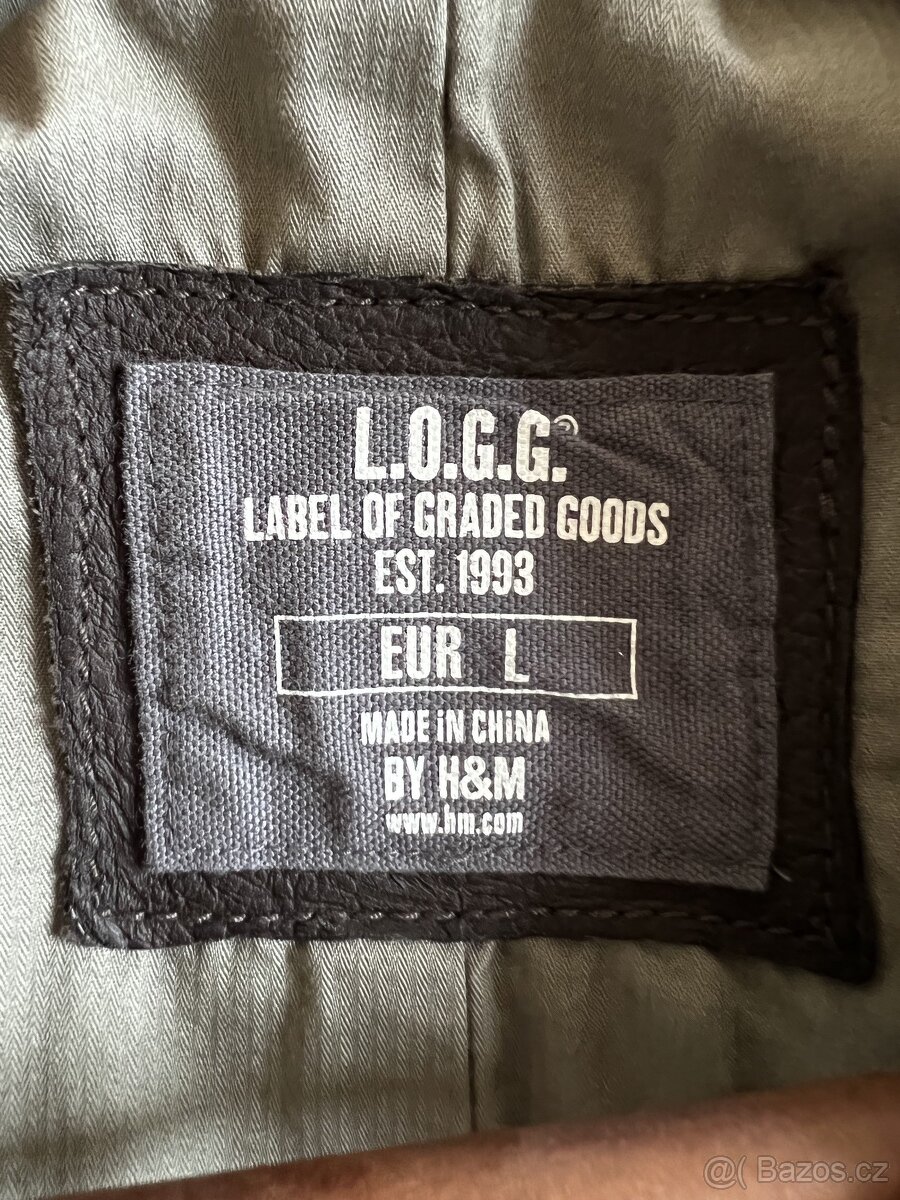 L.O.G.G.®
LABEL OF GRADED GOODS
EST. 1993
EUR L
MADE iN CHiNA
BY H&M
www.hm.com
@( Bazos.cz